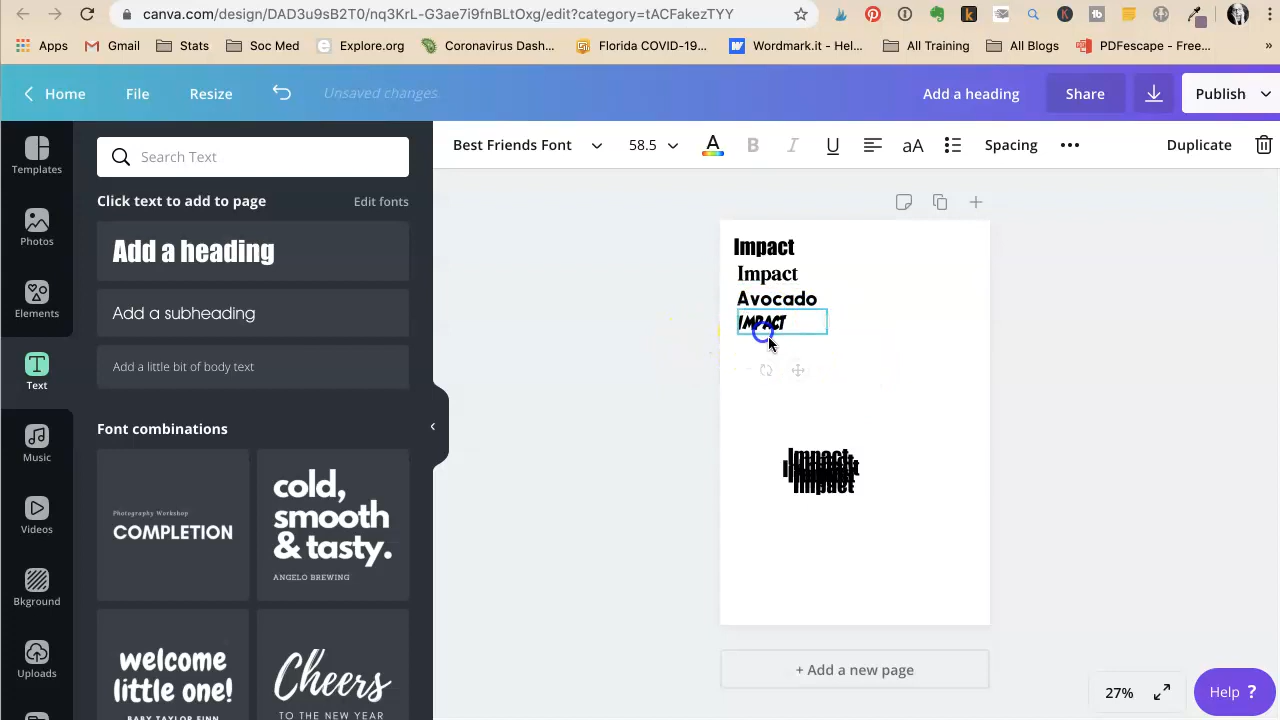 canva.com/design/DAD3u9sB2T0/nq3KrL-G3ae7i9fnBLtOxg/edit?category=tACFakezTYY
Apps Gmail Stats Soc Med Explore.org Coronavirus Dash... Florida COVID-19... Wordmark.it - Hel... All Training All Blogs PDFescape - Free... »
Home File Resize Unsaved changes Add a heading Share Publish
Best Friends Font 58.5 A B I U aA Spacing ••• Duplicate
Templates
Photos
Elements
Text
Music
Videos
Bkground
Uploads
Search Text
Click text to add to page Edit fonts
Add a heading
Add a subheading
Add a little bit of body text
Font combinations
Photography Workshop
COMPLETION
cold,
smooth
& tasty.
ANGELO BREWING
welcome
little one!
BABY TAYLOR FINN
Cheers
TO THE NEW YEAR
Impact
Impact
Avocado
IMPACT
Impact
Impact
+ Add a new page
27% Help ?